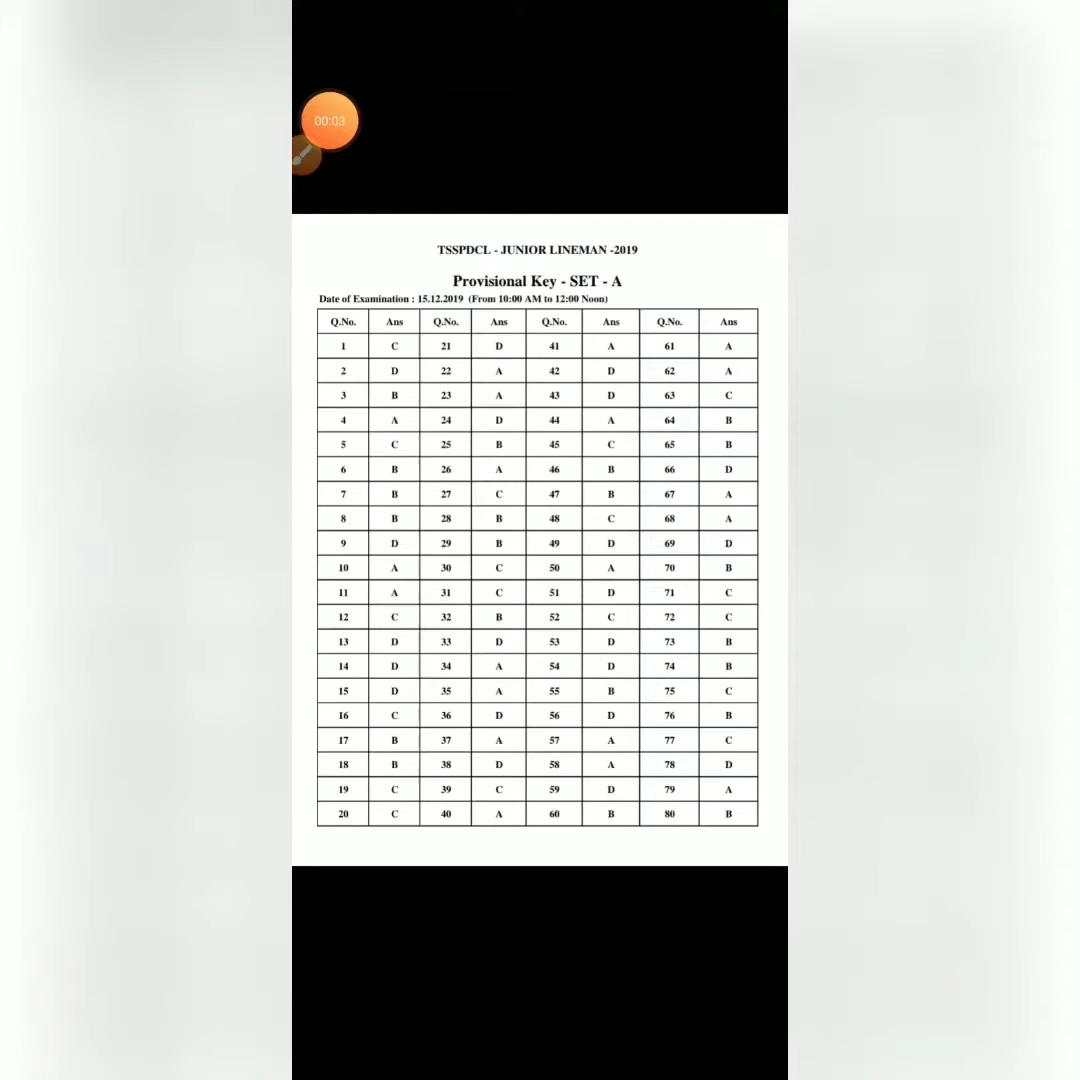 00:03
TSSPDCL - JUNIOR LINEMAN -2019
Provisional Key - SET - A
Date of Examination : 15.12.2019 (From 10:00 AM to 12:00 Noon)
Q.No. Ans Q.No. Ans Q.No. Ans Q.No. Ans
1 C 21 D 41 A 61 A
2 D 22 A 42 D 62 A
3 B 23 A 43 D 63 C
4 A 24 D 44 A 64 B
5 C 25 B 45 C 65 B
6 B 26 A 46 B 66 D
7 B 27 C 47 B 67 A
8 B 28 B 48 C 68 A
9 D 29 B 49 D 69 D
10 A 30 C 50 A 70 B
11 A 31 C 51 D 71 C
12 C 32 B 52 C 72 C
13 D 33 D 53 D 73 B
14 D 34 A 54 D 74 B
15 D 35 A 55 B 75 C
16 C 36 D 56 D 76 B
17 B 37 A 57 A 77 C
18 B 38 D 58 A 78 D
19 C 39 C 59 D 79 A
20 C 40 A 60 B 80 B